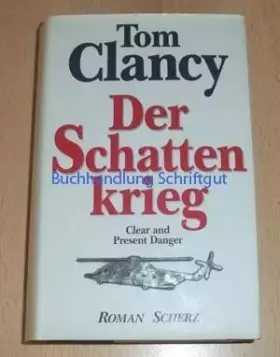 Tom
Clancy
Der
Schatten
Buchhandlung Schriftgut
krieg
Clear and
Present Danger
ROMAN SCHERZ